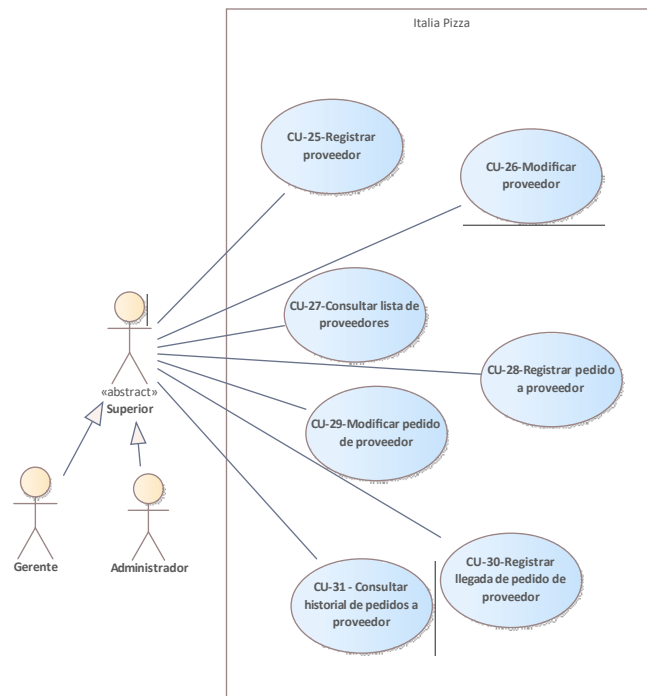 Italia Pizza
CU-25-Registrar
proveedor
CU-26-Modificar
proveedor
CU-27-Consultar lista de
proveedores
CU-28-Registrar pedido
a proveedor
«abstract»
Superior
CU-29-Modificar pedido
de proveedor
Gerente
Administrador
CU-30-Registrar
llegada de pedido de
proveedor
CU-31 - Consultar
historial de pedidos a
proveedor